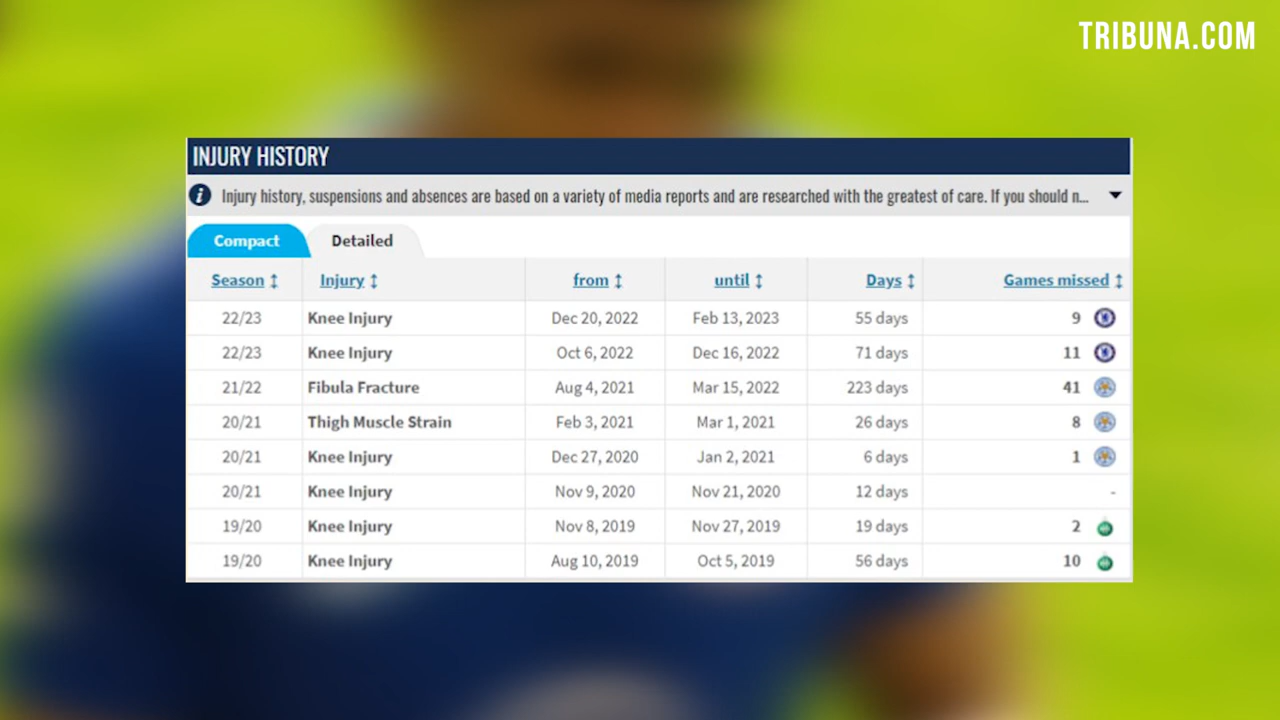 TRIBUNA.COM
INJURY HISTORY
Injury history, suspensions and absences are based on a variety of media reports and are researched with the greatest of care. If you should n...
Compact Detailed
Season Injury from until Days Games missed
22/23 Knee Injury Dec 20, 2022 Feb 13, 2023 55 days 9
22/23 Knee Injury Oct 6, 2022 Dec 16, 2022 71 days 11
21/22 Fibula Fracture Aug 4, 2021 Mar 15, 2022 223 days 41
20/21 Thigh Muscle Strain Feb 3, 2021 Mar 1, 2021 26 days 8
20/21 Knee Injury Dec 27, 2020 Jan 2, 2021 6 days 1
20/21 Knee Injury Nov 9, 2020 Nov 21, 2020 12 days -
19/20 Knee Injury Nov 8, 2019 Nov 27, 2019 19 days 2
19/20 Knee Injury Aug 10, 2019 Oct 5, 2019 56 days 10